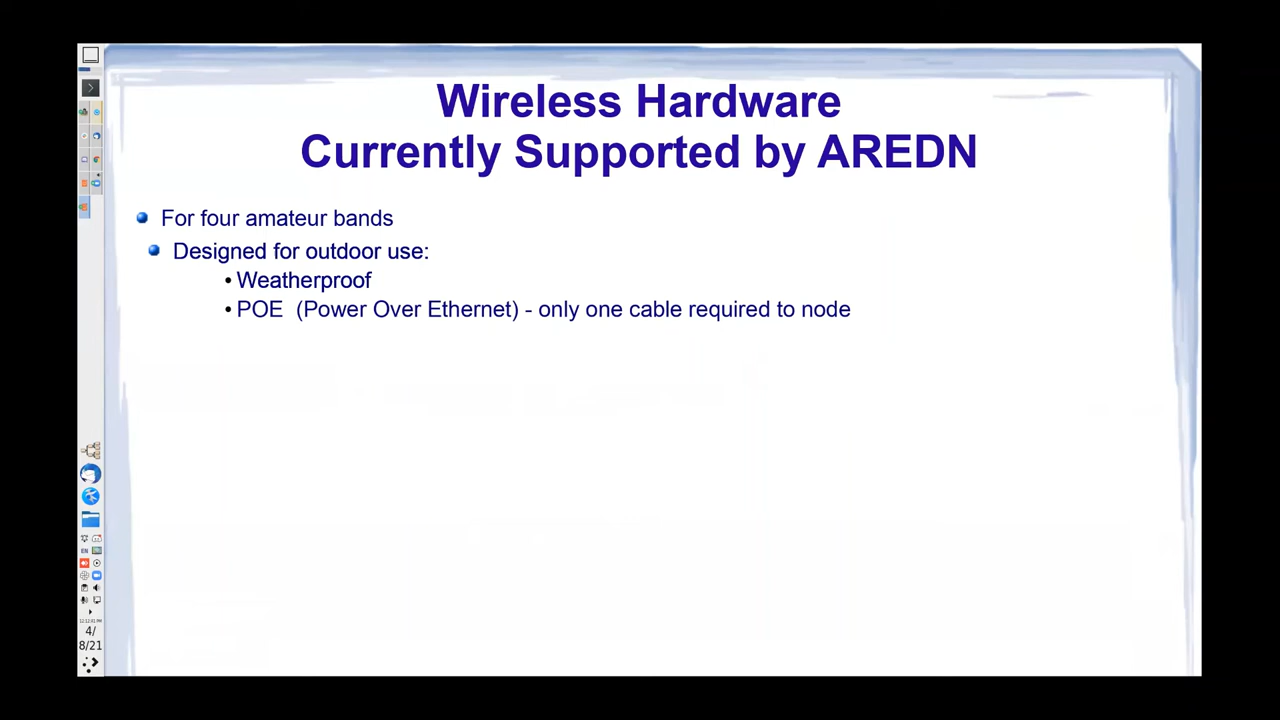 Wireless Hardware
Currently Supported by AREDN
For four amateur bands
Designed for outdoor use:
• Weatherproof
• POE (Power Over Ethernet) - only one cable required to node
EN
4/
8/21